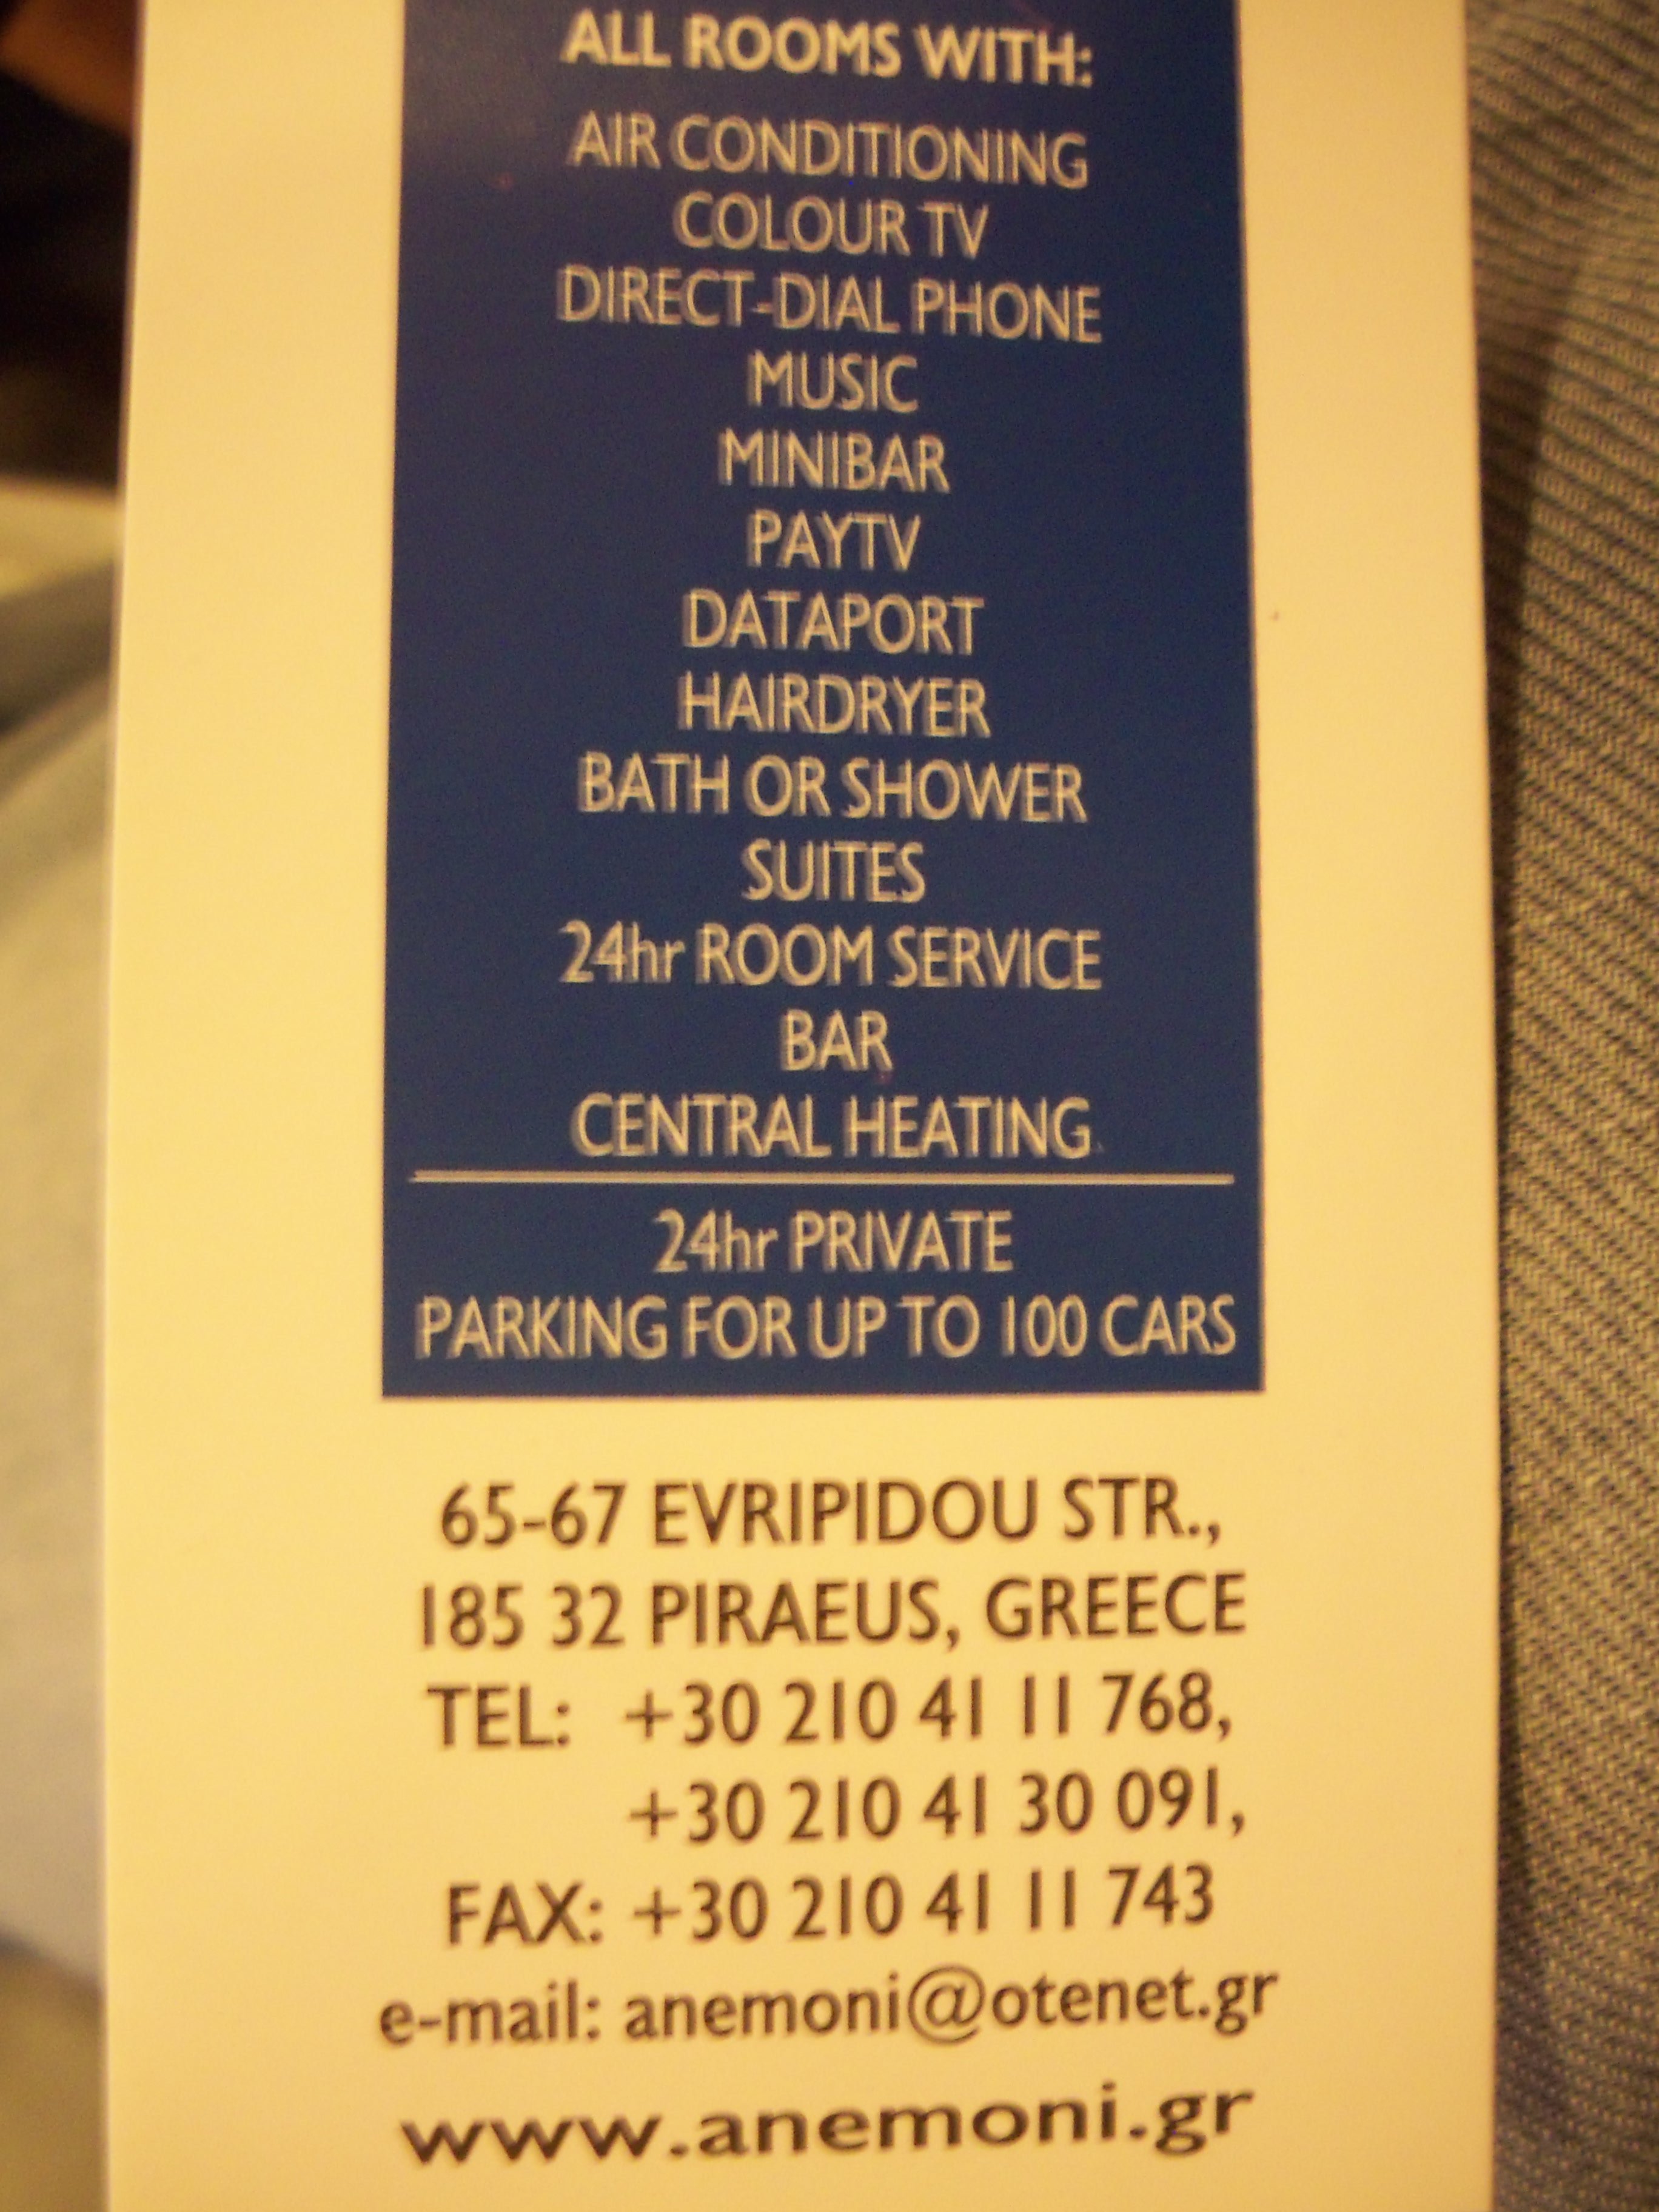 ALL ROOMS WITH:
AIR CONDITIONING
COLOUR TV
DIRECT-DIAL PHONE
MUSIC
MINIBAR
PAYTV
DATAPORT
HAIRDRYER
BATH OR SHOWER
SUITES
24hr ROOM SERVICE
BAR
CENTRAL HEATING
24hr PRIVATE
PARKING FOR UP TO 100 CARS
65-67 EVRIPIDOU STR.,
185 32 PIRAEUS, GREECE
TEL: +30 210 41 11 768,
+30 210 41 30 091,
FAX: +30 210 41 11 743
e-mail: anemoni@otenet.gr
www.anemoni.gr